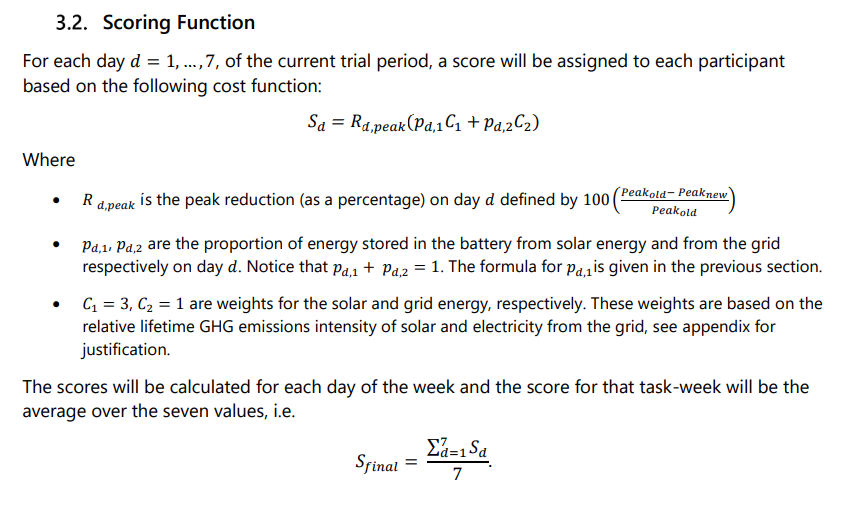 3.2. Scoring Function
For each day d = 1, …,7, of the current trial period, a score will be assigned to each participant
based on the following cost function:
S_d = R_{d,peak}(p_{d,1}C_1 + p_{d,2}C_2)
Where
• R_{d,peak} is the peak reduction (as a percentage) on day d defined by 100((Peak_{old} − Peak_{new})/Peak_{old})
• p_{d,1}, p_{d,2} are the proportion of energy stored in the battery from solar energy and from the grid
respectively on day d. Notice that p_{d,1} + p_{d,2} = 1. The formula for p_{d,1} is given in the previous section.
• C_1 = 3, C_2 = 1 are weights for the solar and grid energy, respectively. These weights are based on the
relative lifetime GHG emissions intensity of solar and electricity from the grid, see appendix for
justification.
The scores will be calculated for each day of the week and the score for that task-week will be the
average over the seven values, i.e.
S_{final} = (∑_{d=1}^{7} S_d)/7.